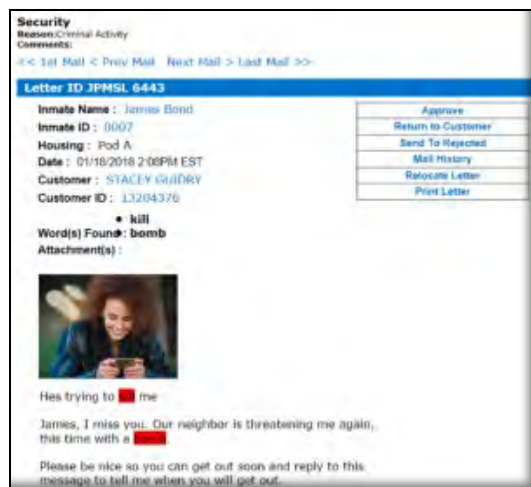 Security
Reason:Criminal Activity
Comments:
<< 1st Mail < Prev Mail Next Mail > Last Mail >>
Letter ID JPMSL 6443
Inmate Name : James Bond
Inmate ID : 0007
Housing : Pod A
Date : 01/18/2018 2:08PM EST
Customer : STACEY GUIDRY
Customer ID : 13204376
• kill
Word(s) Found : • bomb
Attachment(s) :
Approve
Return to Customer
Send To Rejected
Mail History
Relocate Letter
Print Letter
Hes trying to kill me
James, I miss you. Our neighbor is threatening me again,
this time with a bomb.
Please be nice so you can get out soon and reply to this
message to tell me when you will get out.